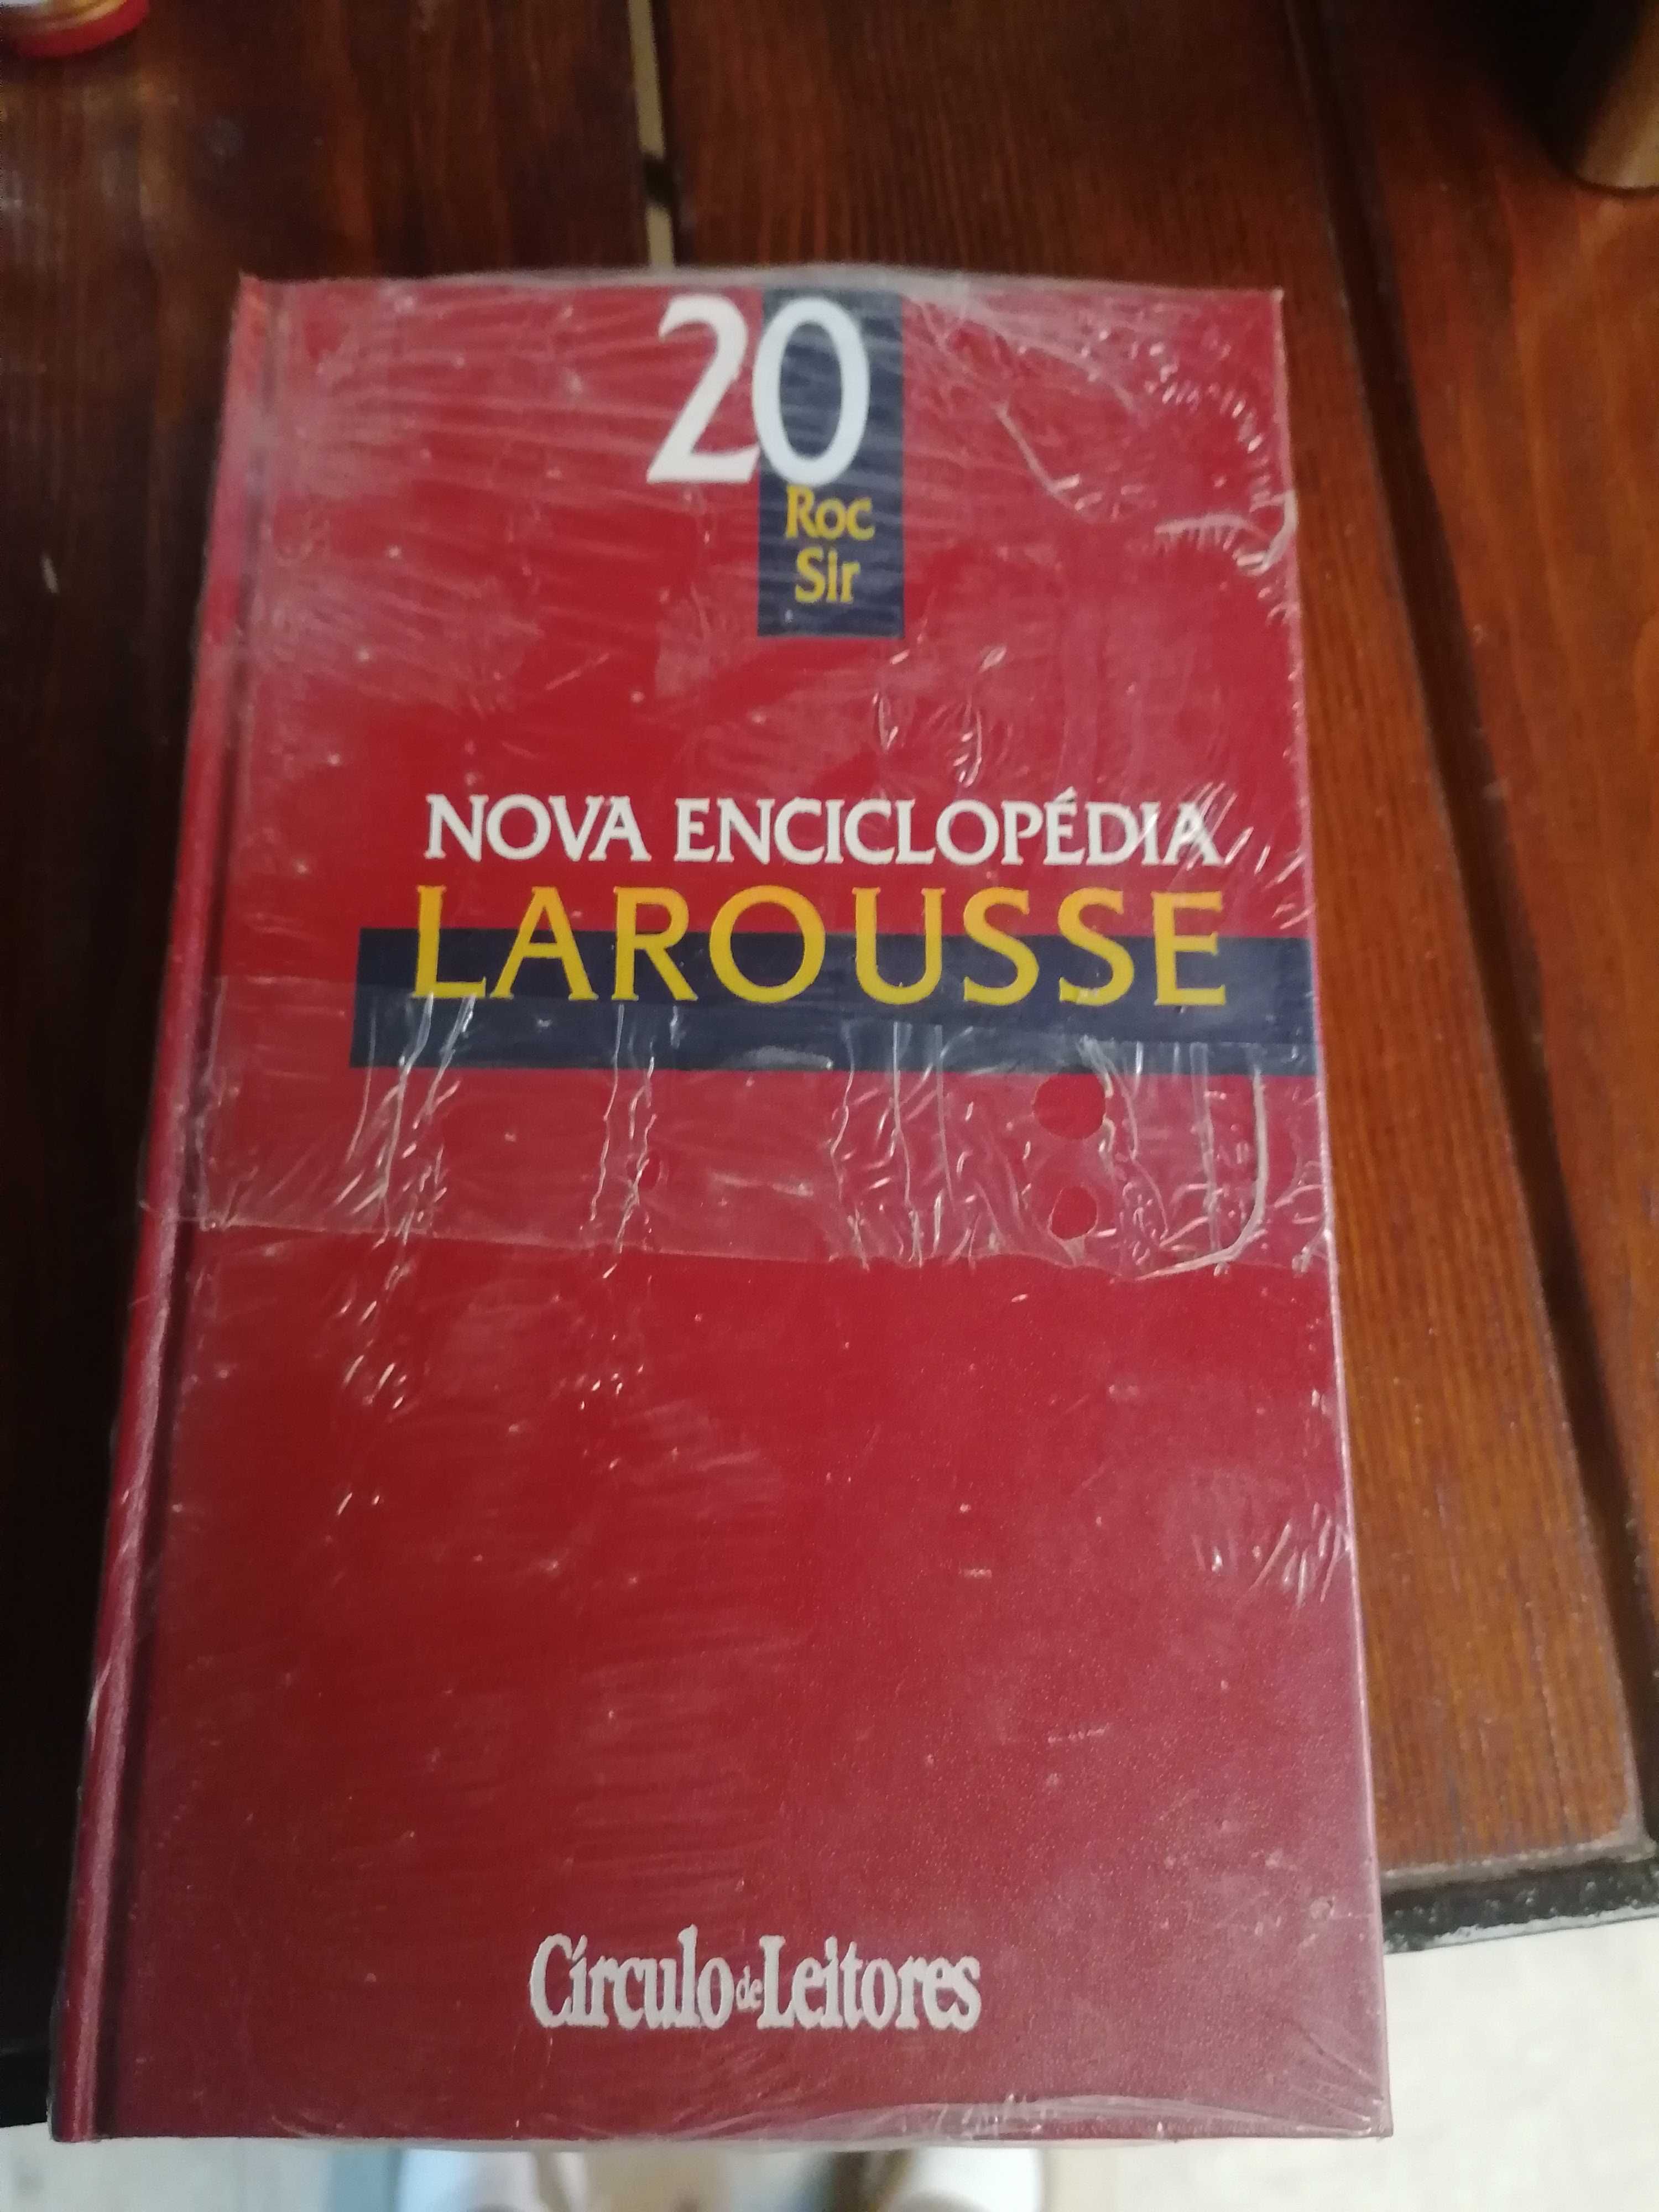 20
Roc
Sir
NOVA ENCICLOPÉDIA
LAROUSSE
Círculo de Leitores